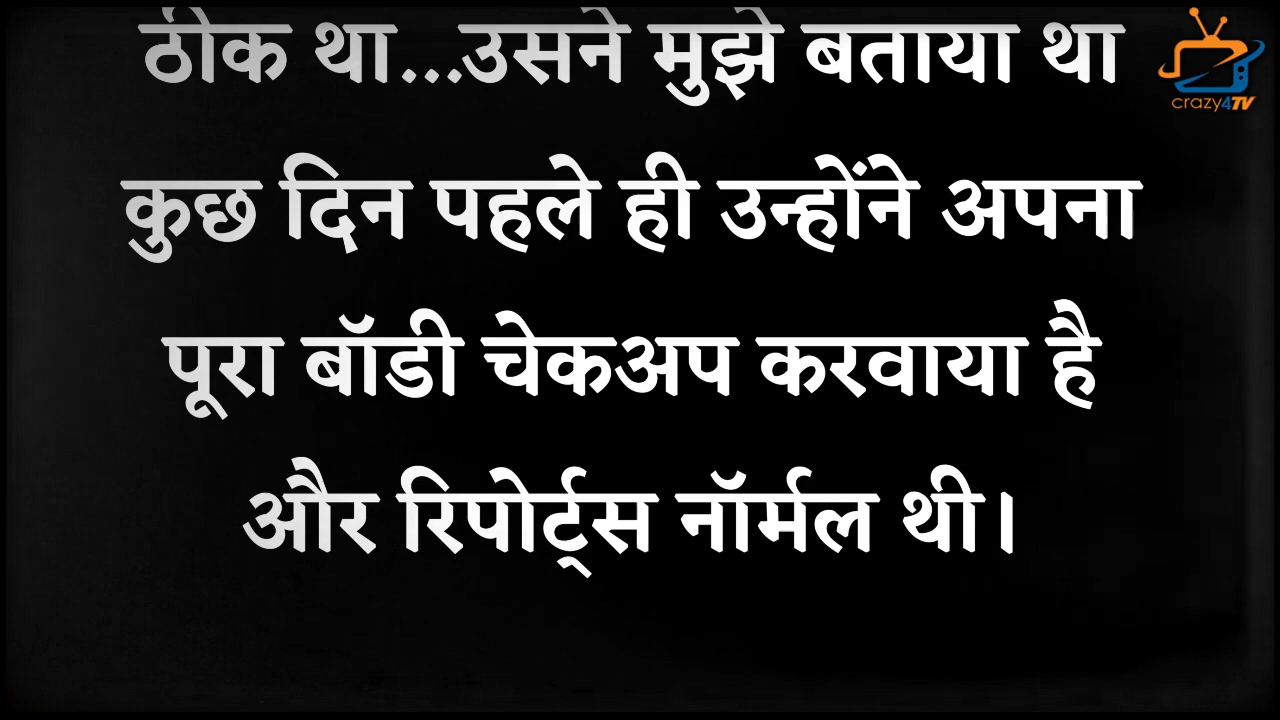 ठीक था...उसने मुझे बताया था
कुछ दिन पहले ही उन्होंने अपना
पूरा बॉडी चेकअप करवाया है
और रिपोर्ट्स नॉर्मल थी।
crazy4TV